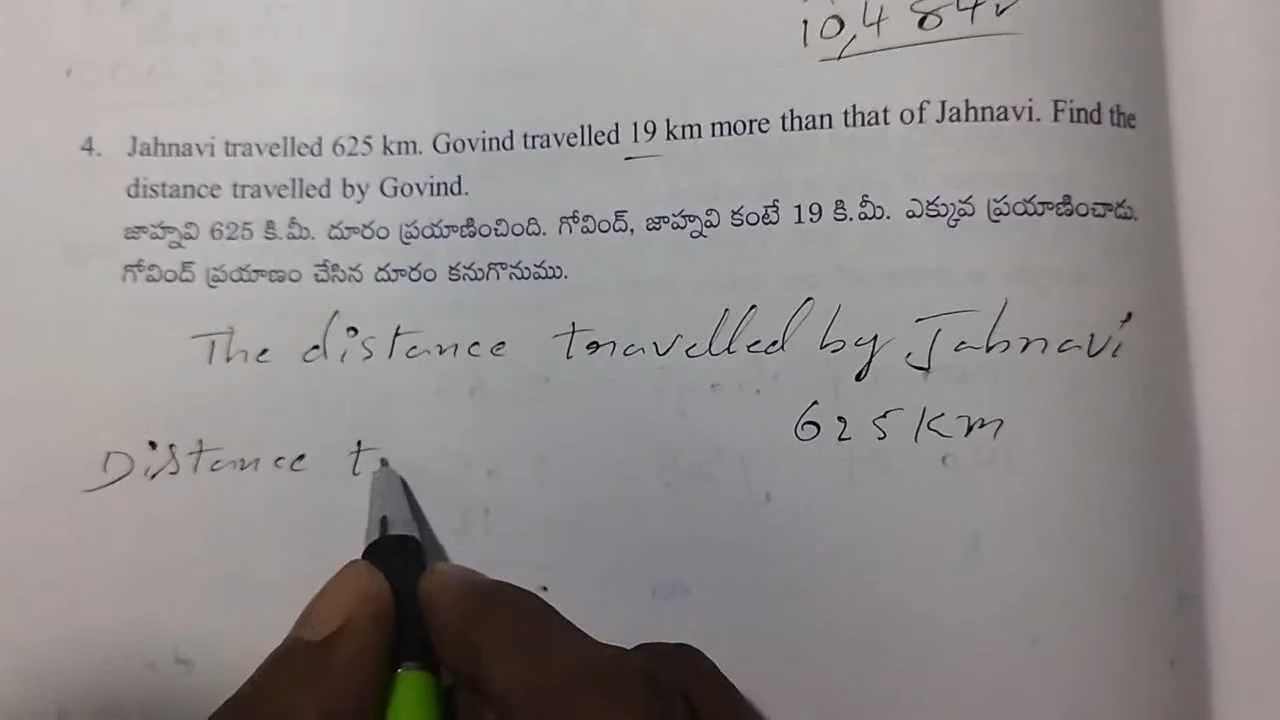 10,484
4. Jahnavi travelled 625 km. Govind travelled 19 km more than that of Jahnavi. Find the
distance travelled by Govind.
జాహ్నవి 625 కి.మీ. దూరం ప్రయాణించింది. గోవింద్, జాహ్నవి కంటే 19 కి.మీ. ఎక్కువ ప్రయాణించాడు.
గోవింద్ ప్రయాణం చేసిన దూరం కనుగొనుము.
The distance travelled by Jahnavi
625 Km
Distance t